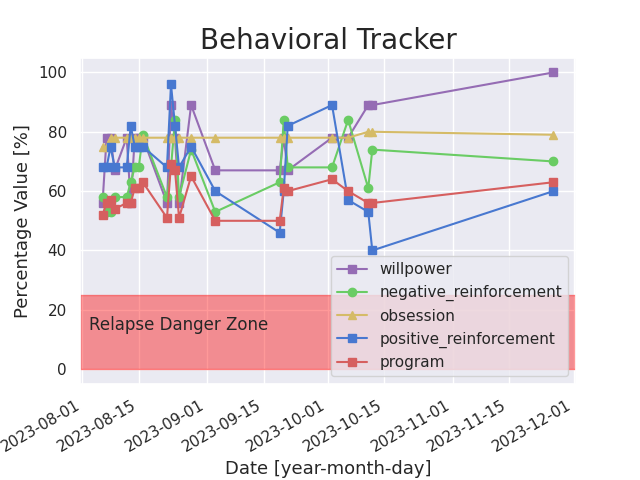 Behavioral Tracker
Percentage Value [%]
100
80
60
40
20
0
Relapse Danger Zone
willpower
negative_reinforcement
obsession
positive_reinforcement
program
2023-08-01
2023-08-15
2023-09-01
2023-09-15
2023-10-01
2023-10-15
2023-11-01
2023-11-15
2023-12-01
Date [year-month-day]